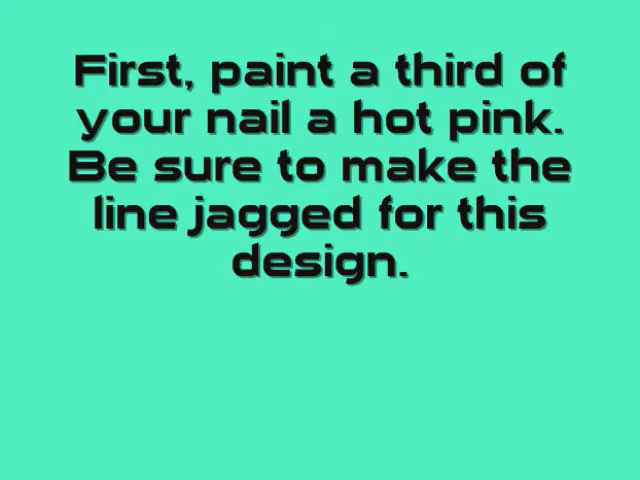 First, paint a third of
your nail a hot pink.
Be sure to make the
line jagged for this
design.